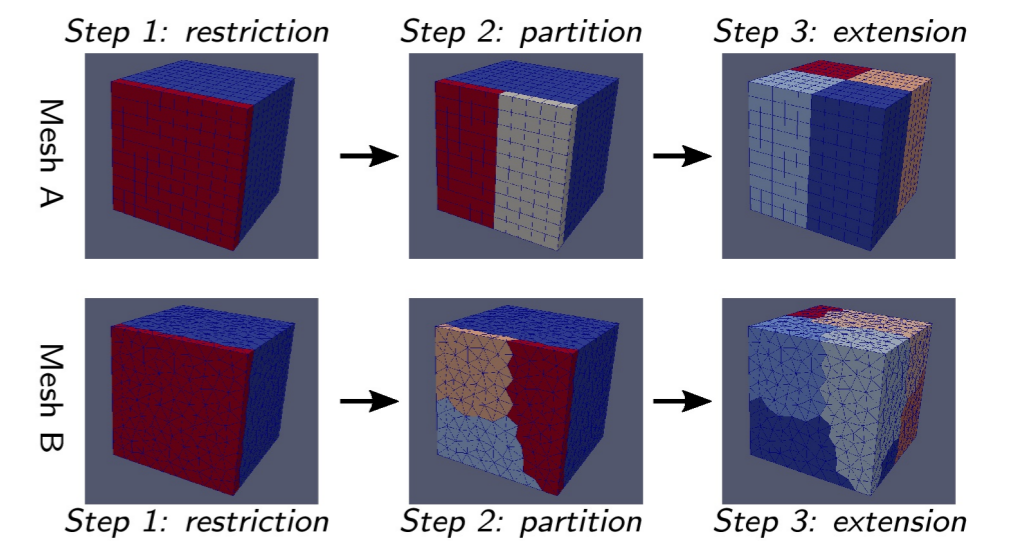 Step 1: restriction
Step 2: partition
Step 3: extension
Mesh A
Mesh B
Step 1: restriction
Step 2: partition
Step 3: extension